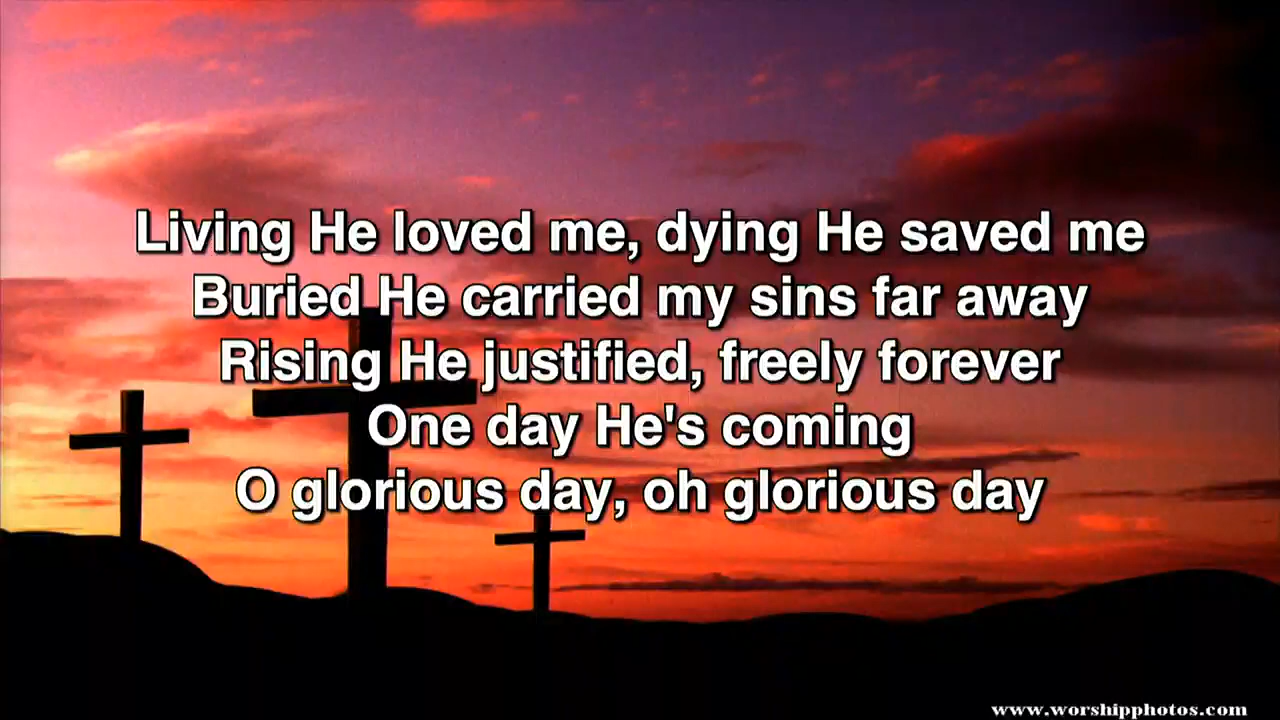 Living He loved me, dying He saved me
Buried He carried my sins far away
Rising He justified, freely forever
One day He's coming
O glorious day, oh glorious day
www.worshipphotos.com